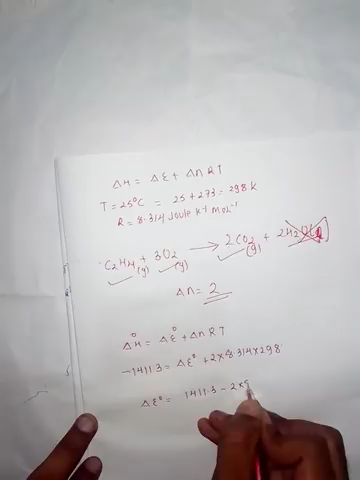 ΔH = ΔE + Δn RT
T = 25°C = 25 + 273 = 298 K
R = 8.314 Joule K-1 mol-1
C2H4 (g) + 3O2 (g) → 2CO2 (g) + 2H2O
Δn = 2
ΔH° = ΔE° + Δn RT
-1411.3 = ΔE° + 2×8.314×298
ΔE° = 1411.3 - 2×